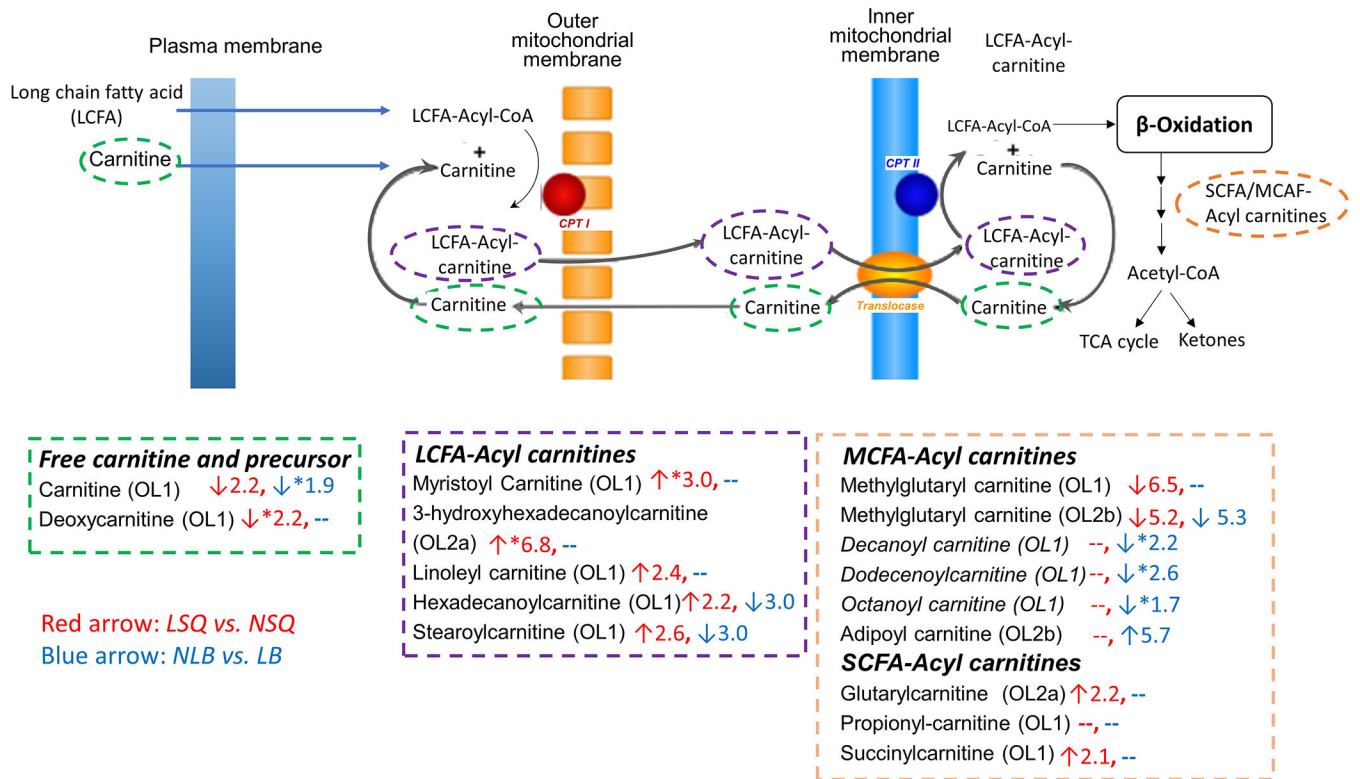 Plasma membrane
Outer
mitochondrial
membrane
Inner
mitochondrial
membrane
LCFA-Acyl-
carnitine
Long chain fatty acid
(LCFA)
Carnitine
LCFA-Acyl-CoA
+
Carnitine
CPT I
LCFA-Acyl-
carnitine
Carnitine
LCFA-Acyl-
carnitine
Carnitine
CPT II
Translocase
LCFA-Acyl-CoA
+
Carnitine
LCFA-Acyl-
carnitine
Carnitine
β-Oxidation
SCFA/MCAF-
Acyl carnitines
Acetyl-CoA
TCA cycle
Ketones
Free carnitine and precursor
Carnitine (OL1) ↓2.2, ↓*1.9
Deoxycarnitine (OL1) ↓*2.2, --
Red arrow: LSQ vs. NSQ
Blue arrow: NLB vs. LB
LCFA-Acyl carnitines
Myristoyl Carnitine (OL1) ↑*3.0, --
3-hydroxyhexadecanoylcarnitine
(OL2a) ↑*6.8, --
Linoleyl carnitine (OL1) ↑2.4, --
Hexadecanoylcarnitine (OL1)↑2.2, ↓3.0
Stearoylcarnitine (OL1) ↑2.6, ↓3.0
MCFA-Acyl carnitines
Methylglutaryl carnitine (OL1) ↓6.5, --
Methylglutaryl carnitine (OL2b) ↓5.2, ↓ 5.3
Decanoyl carnitine (OL1) --, ↓*2.2
Dodecenoylcarnitine (OL1) --, ↓*2.6
Octanoyl carnitine (OL1) --, ↓*1.7
Adipoyl carnitine (OL2b) --, ↑5.7
SCFA-Acyl carnitines
Glutarylcarnitine (OL2a) ↑2.2, --
Propionyl-carnitine (OL1) --, --
Succinylcarnitine (OL1) ↑2.1, --